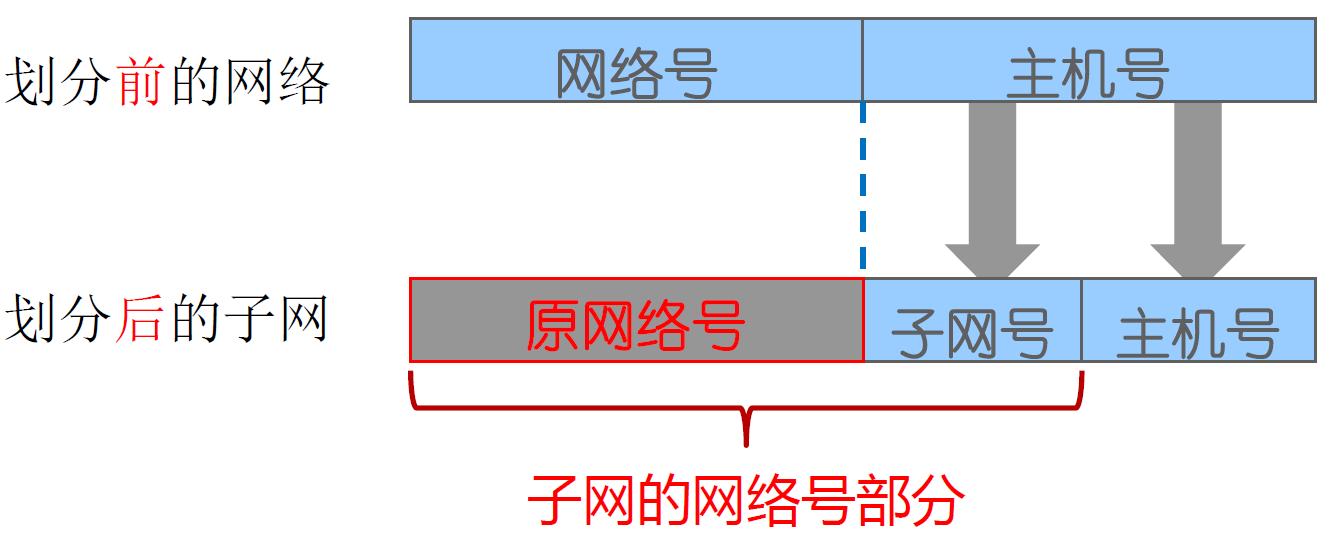 划分前的网络
网络号
主机号
划分后的子网
原网络号
子网号
主机号
子网的网络号部分